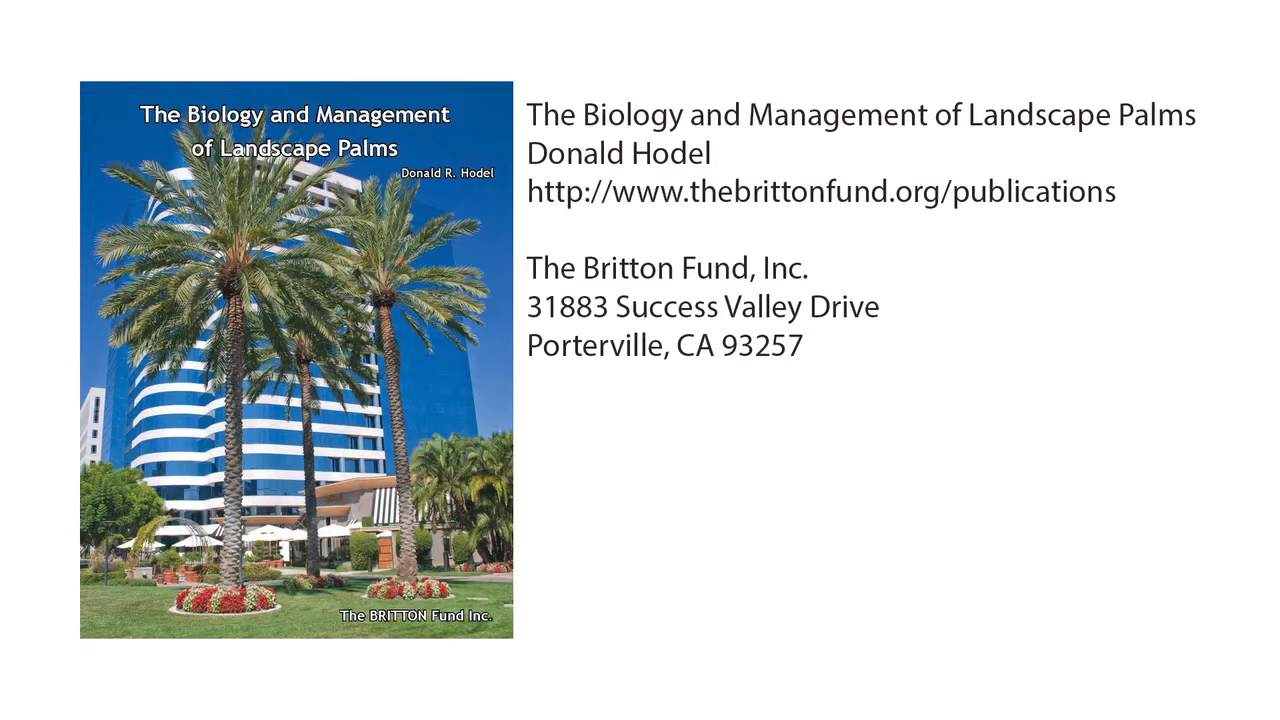 The Biology and Management
of Landscape Palms
Donald R. Hodel
The BRITTON Fund Inc.
The Biology and Management of Landscape Palms
Donald Hodel
http://www.thebrittonfund.org/publications
The Britton Fund, Inc.
31883 Success Valley Drive
Porterville, CA 93257